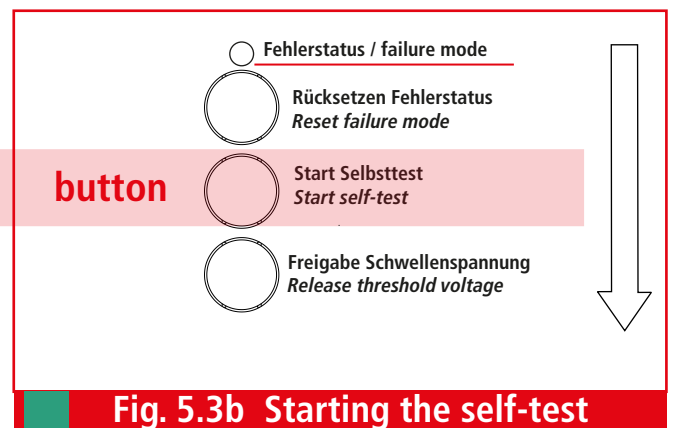 Fehlerstatus / failure mode
Rücksetzen Fehlerstatus
Reset failure mode
button
Start Selbsttest
Start self-test
Freigabe Schwellenspannung
Release threshold voltage
Fig. 5.3b Starting the self-test